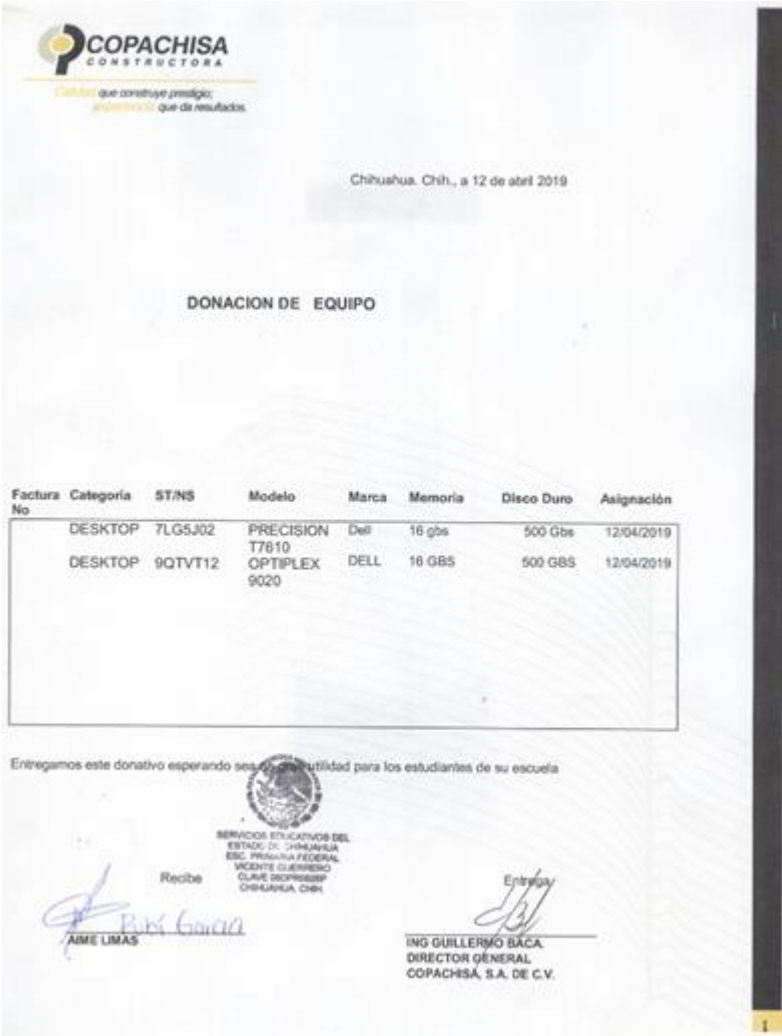 COPACHISA
CONSTRUCTORA
Calidad que construye prestigio;
experiencia que da resultados.
Chihuahua. Chih., a 12 de abril 2019
DONACION DE EQUIPO
Factura No Categoría ST/NS Modelo Marca Memoria Disco Duro Asignación
DESKTOP 7LG5J02 PRECISION T7610 Dell 16 gbs 500 Gbs 12/04/2019
DESKTOP 9QTVT12 OPTIPLEX 9020 DELL 16 GBS 500 GBS 12/04/2019
Entregamos este donativo esperando sea utilidad para los estudiantes de su escuela
SERVICIOS EDUCATIVOS DEL
ESTADO DE CHIHUAHUA
ESC. PRIMARIA FEDERAL
VICENTE GUERRERO
CLAVE
CHIHUAHUA, CHIH.
Recibe
Entrega
Rubí García
AIME LIMAS
ING GUILLERMO BACA.
DIRECTOR GENERAL
COPACHISA, S.A. DE C.V.
1